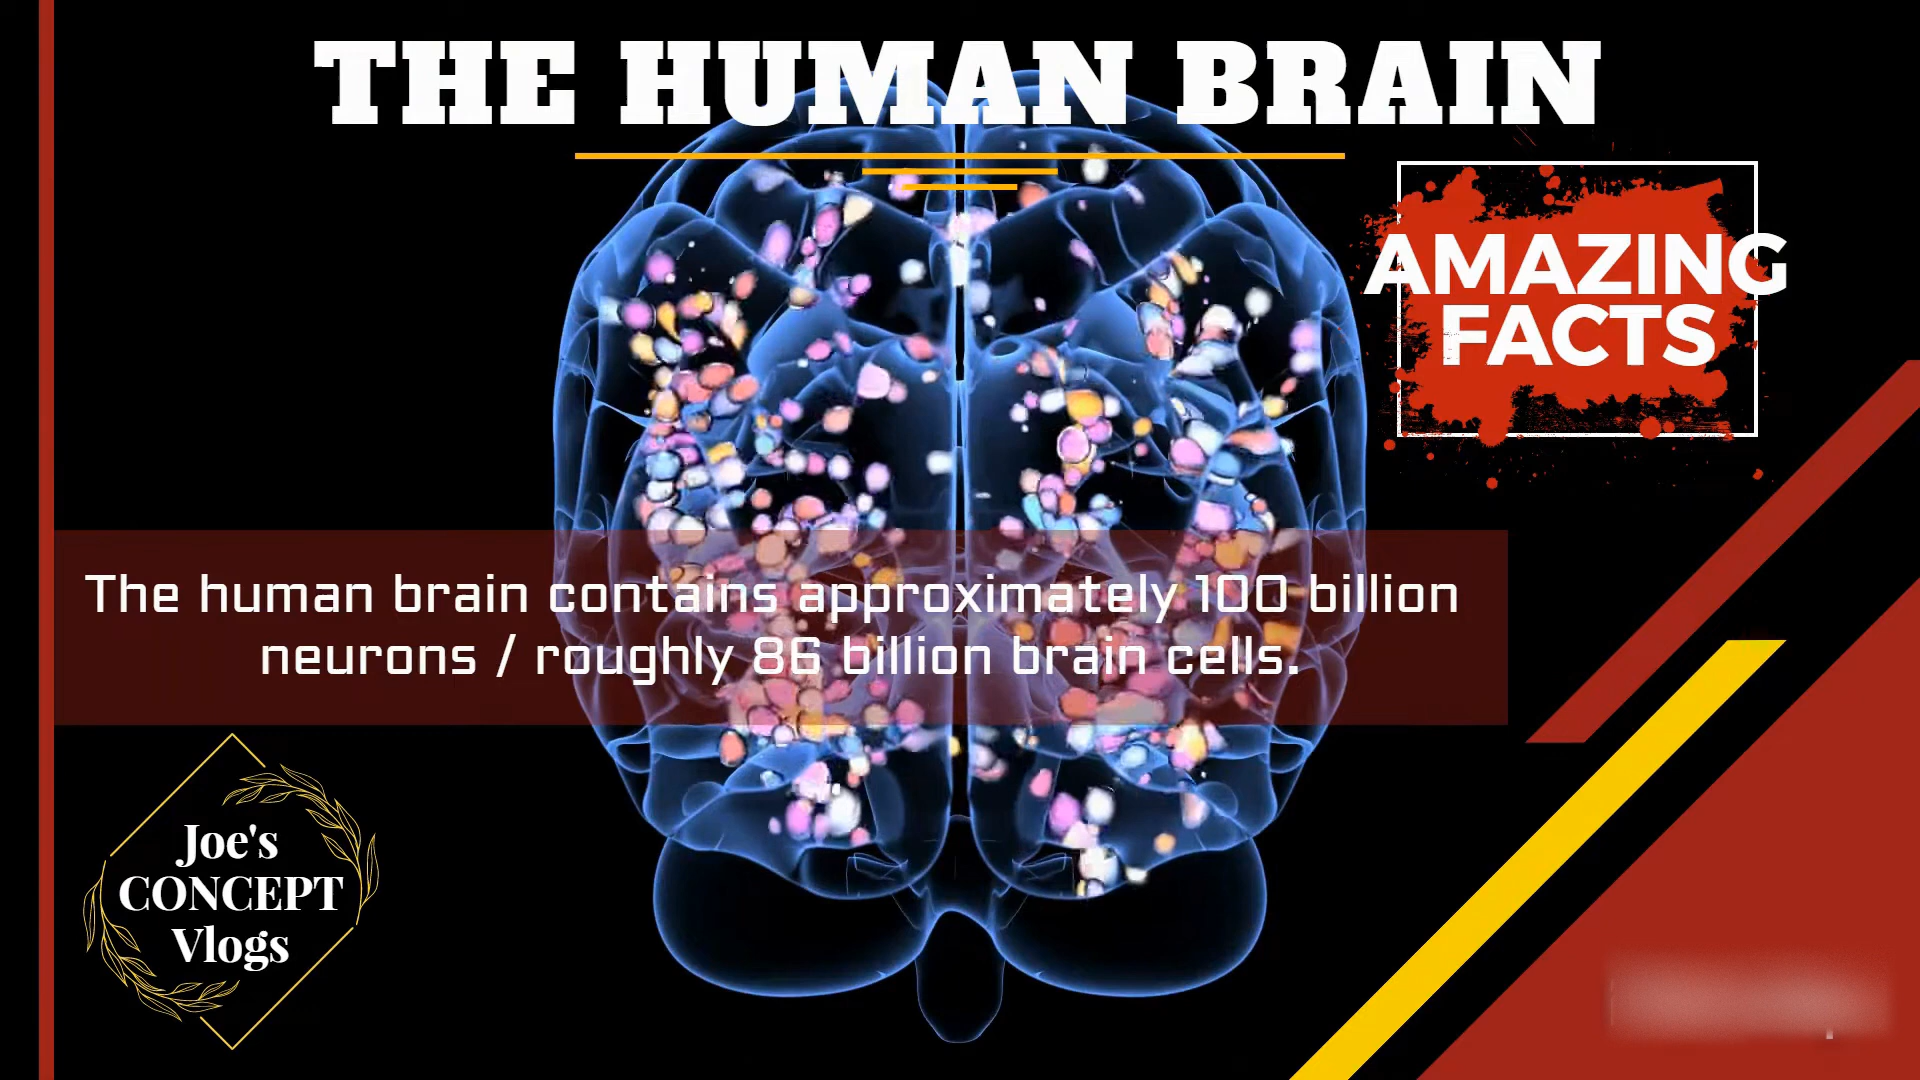 THE HUMAN BRAIN
AMAZING
FACTS
The human brain contains approximately 100 billion
neurons / roughly 86 billion brain cells.
Joe's
CONCEPT
Vlogs